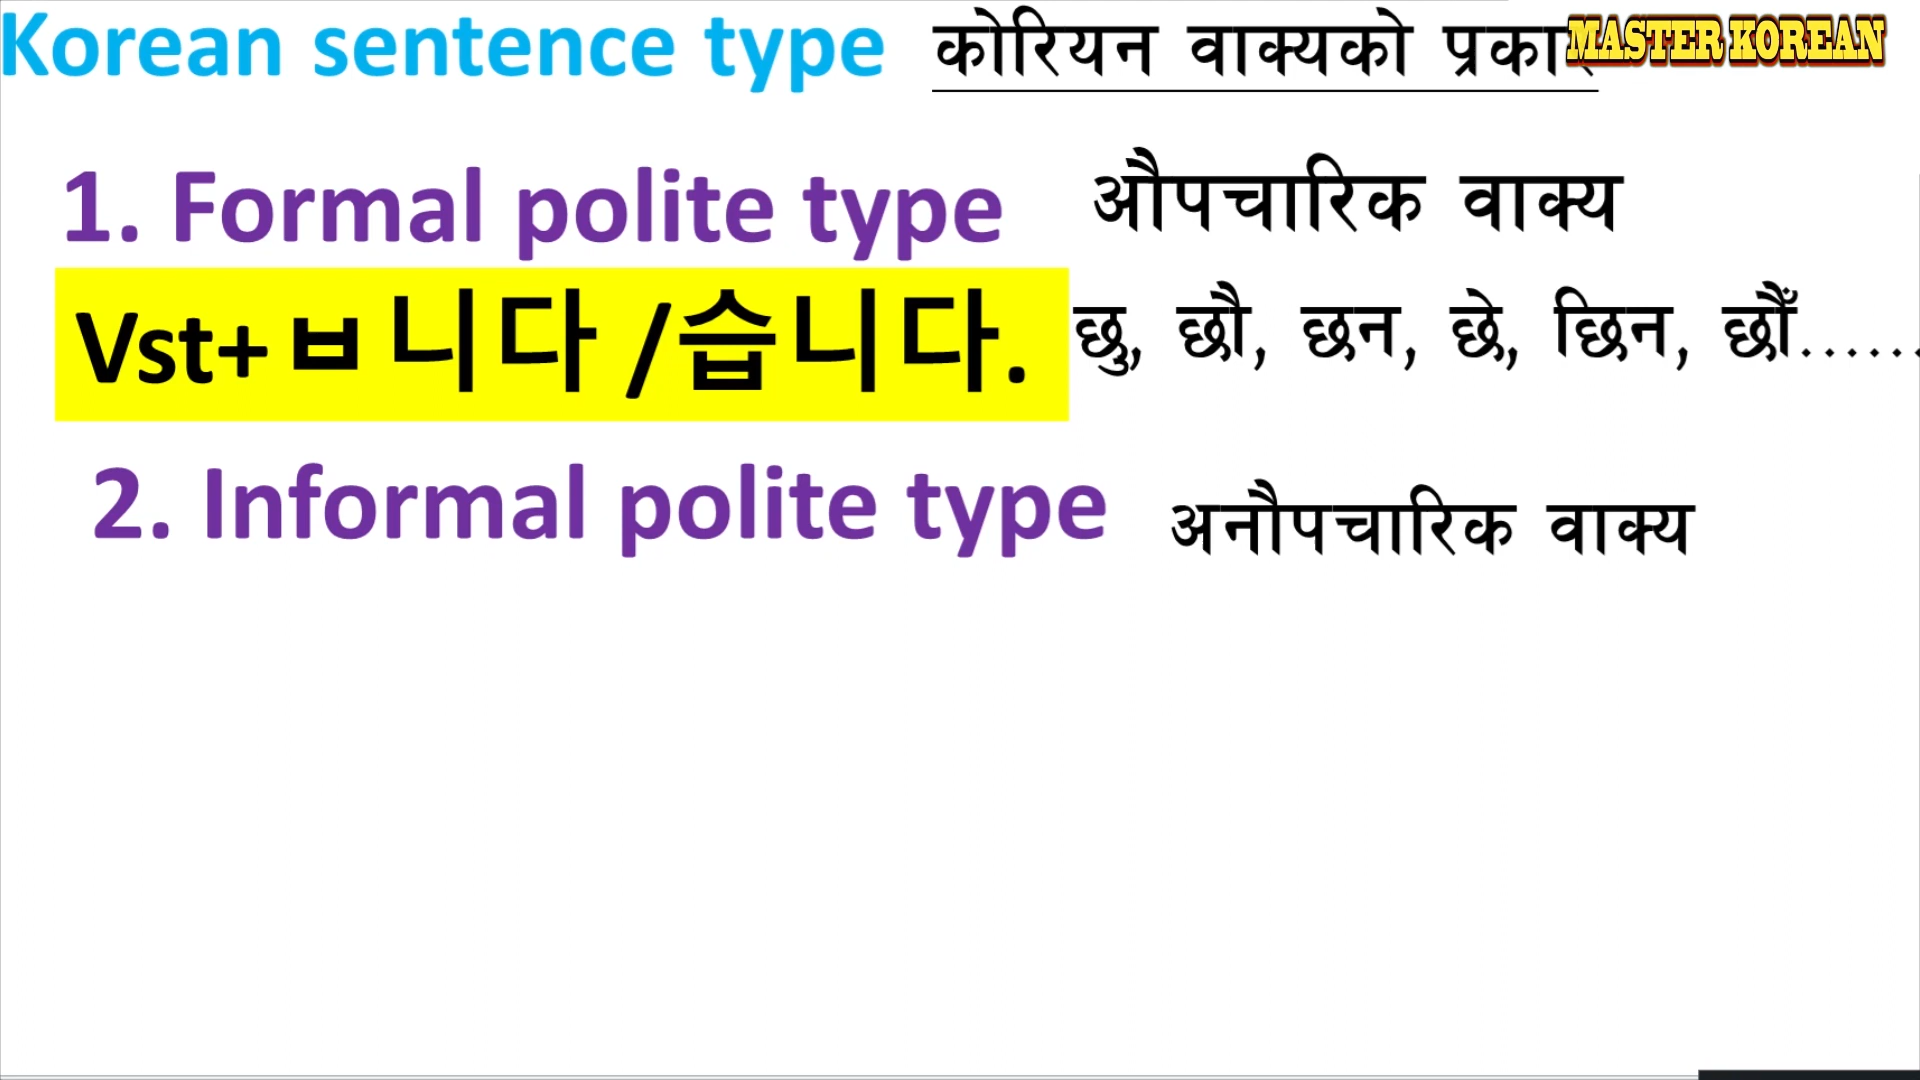 Korean sentence type कोरियन वाक्यको प्रकार MASTER KOREAN
1. Formal polite type औपचारिक वाक्य
Vst+ㅂ니다 /습니다. छु, छौ, छन, छे, छिन, छौँ......
2. Informal polite type अनौपचारिक वाक्य